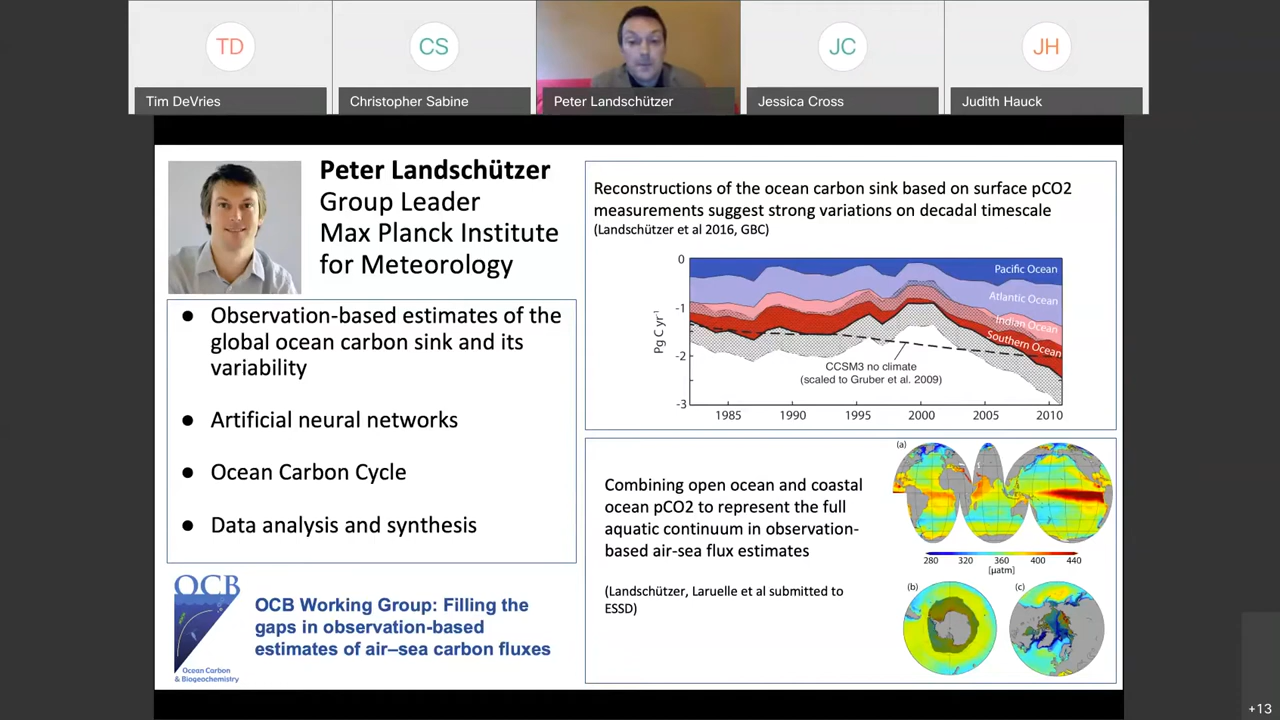 TD
CS
JC
JH
Tim DeVries
Christopher Sabine
Peter Landschützer
Jessica Cross
Judith Hauck
Peter Landschützer
Group Leader
Max Planck Institute
for Meteorology
● Observation-based estimates of the
global ocean carbon sink and its
variability
● Artificial neural networks
● Ocean Carbon Cycle
● Data analysis and synthesis
OCB
Ocean Carbon
& Biogeochemistry
OCB Working Group: Filling the
gaps in observation-based
estimates of air–sea carbon fluxes
Reconstructions of the ocean carbon sink based on surface pCO2
measurements suggest strong variations on decadal timescale
(Landschützer et al 2016, GBC)
0
-1
-2
-3
Pg C yr⁻¹
Pacific Ocean
Atlantic Ocean
Indian Ocean
Southern Ocean
CCSM3 no climate
(scaled to Gruber et al. 2009)
1985 1990 1995 2000 2005 2010
Combining open ocean and coastal
ocean pCO2 to represent the full
aquatic continuum in observation-
based air-sea flux estimates
(Landschützer, Laruelle et al submitted to
ESSD)
(a)
280 320 360 400 440
[µatm]
(b)
(c)
+13